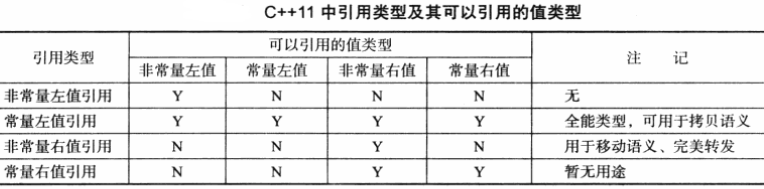 C++11 中引用类型及其可以引用的值类型
引用类型 可以引用的值类型 注 记
非常量左值 常量左值 非常量右值 常量右值
非常量左值引用 Y N N N 无
常量左值引用 Y Y Y Y 全能类型，可用于拷贝语义
非常量右值引用 N N Y N 用于移动语义、完美转发
常量右值引用 N N Y Y 暂无用途